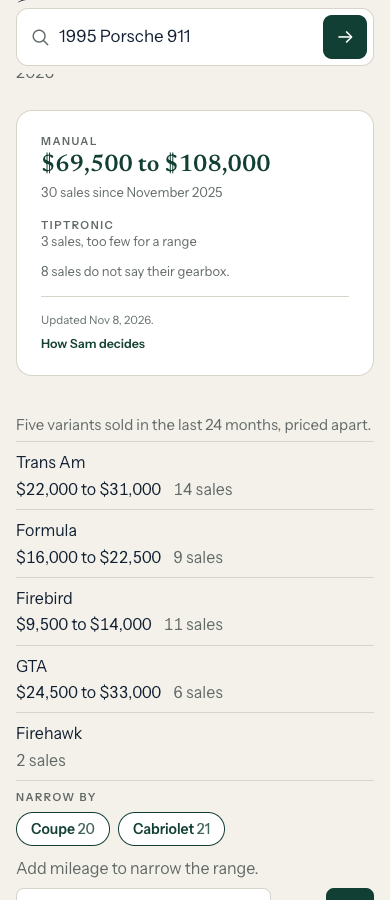 1995 Porsche 911
2026
MANUAL
$69,500 to $108,000
30 sales since November 2025
TIPTRONIC
3 sales, too few for a range
8 sales do not say their gearbox.
Updated Nov 8, 2026.
How Sam decides
Five variants sold in the last 24 months, priced apart.
Trans Am
$22,000 to $31,000 14 sales
Formula
$16,000 to $22,500 9 sales
Firebird
$9,500 to $14,000 11 sales
GTA
$24,500 to $33,000 6 sales
Firehawk
2 sales
NARROW BY
Coupe 20 Cabriolet 21
Add mileage to narrow the range.